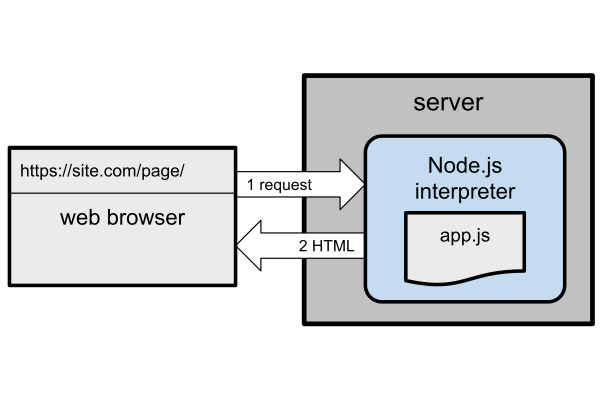 server
https://site.com/page/
web browser
1 request
2 HTML
Node.js
interpreter
app.js